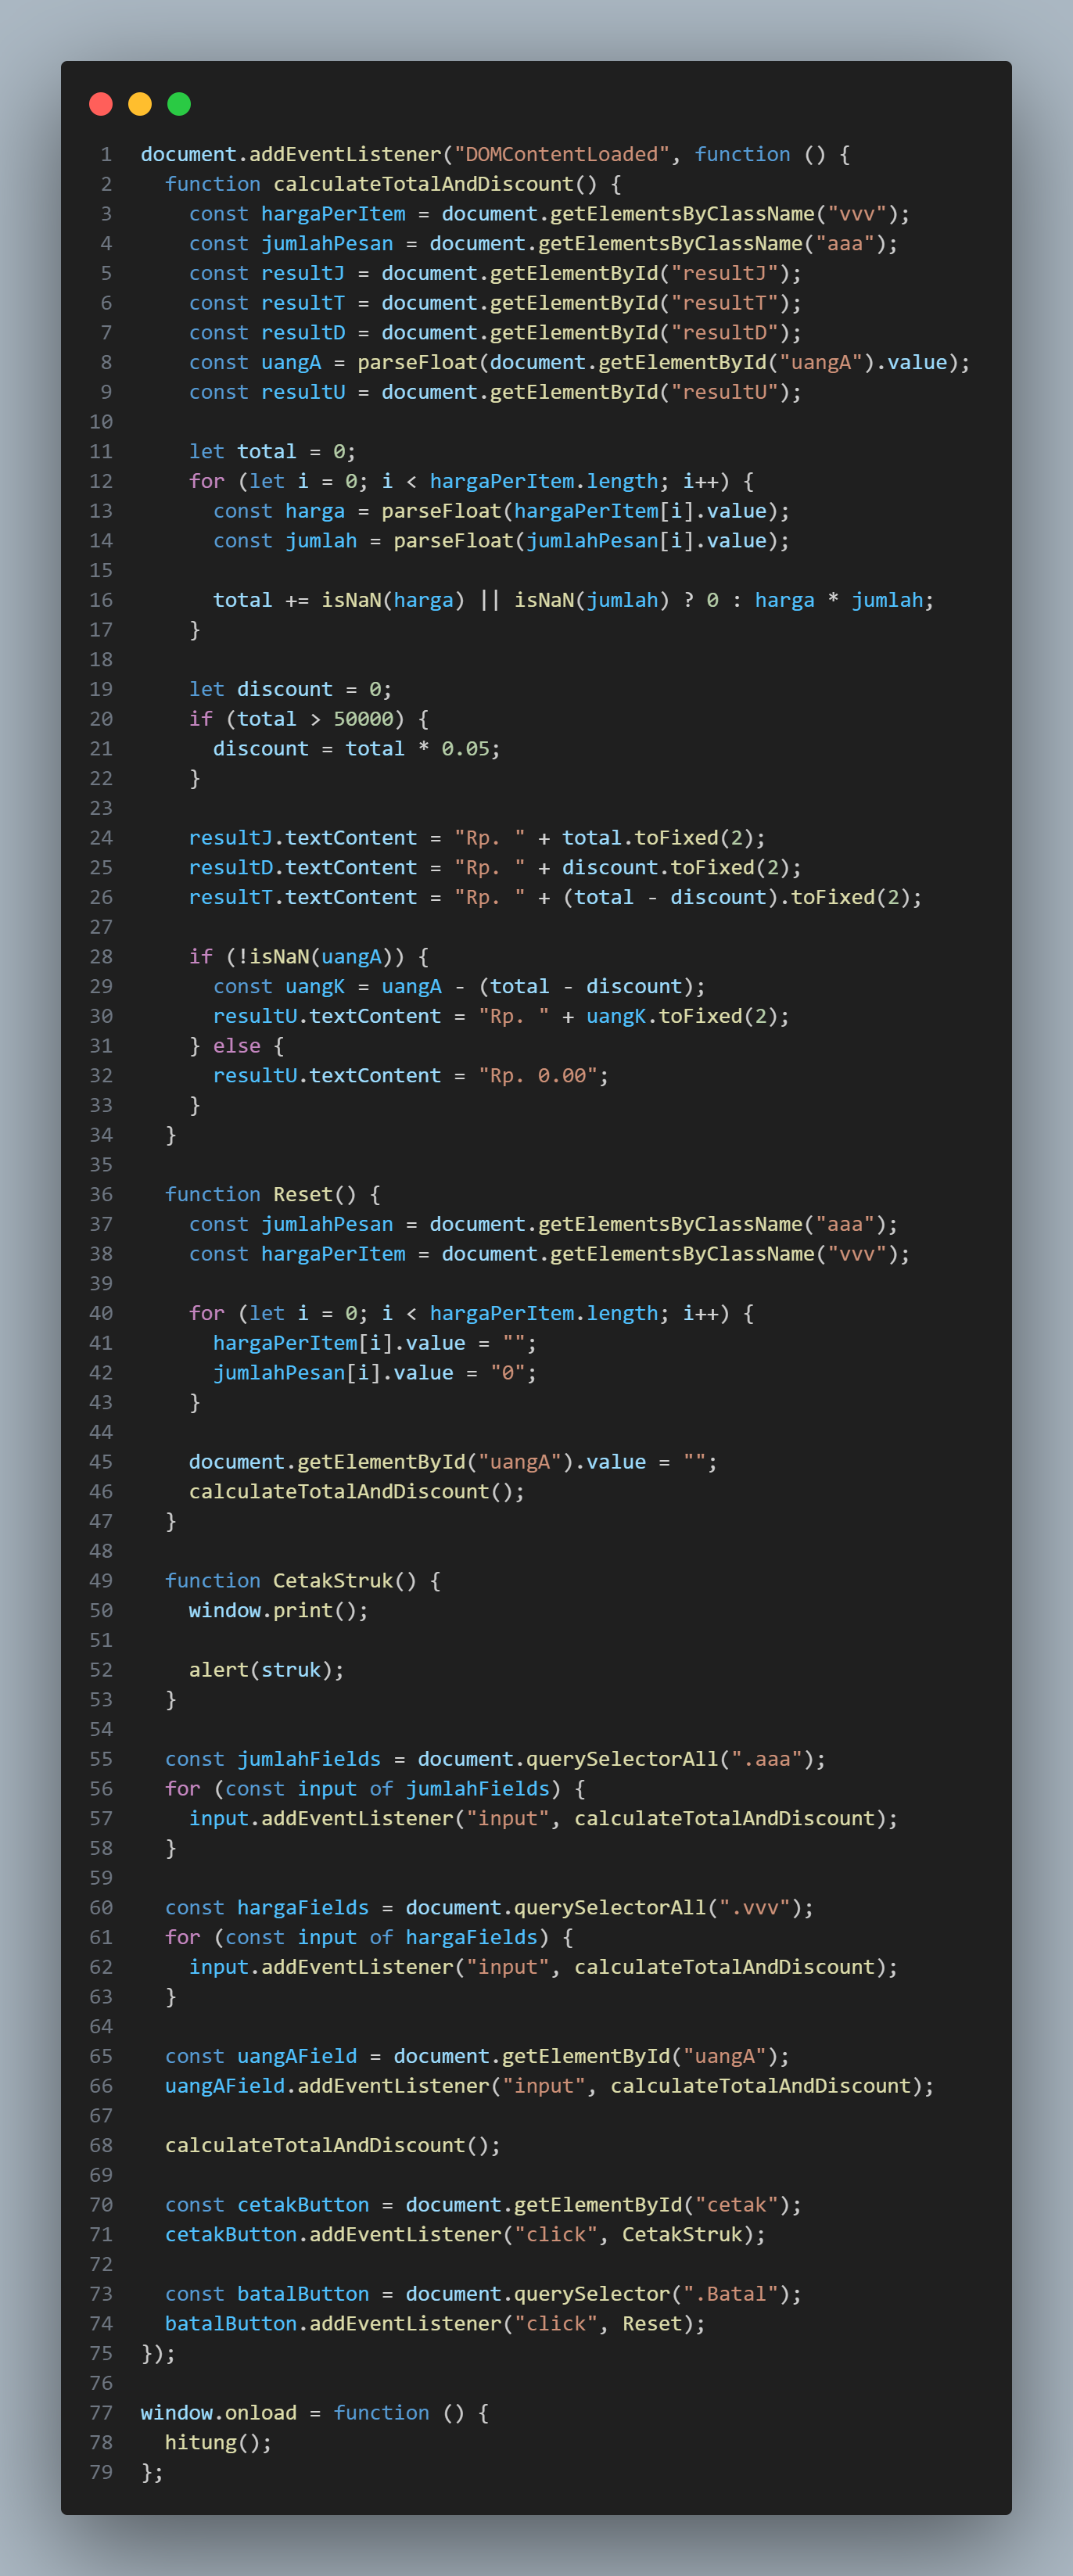 1 document.addEventListener("DOMContentLoaded", function () {
2   function calculateTotalAndDiscount() {
3     const hargaPerItem = document.getElementsByClassName("vvv");
4     const jumlahPesan = document.getElementsByClassName("aaa");
5     const resultJ = document.getElementById("resultJ");
6     const resultT = document.getElementById("resultT");
7     const resultD = document.getElementById("resultD");
8     const uangA = parseFloat(document.getElementById("uangA").value);
9     const resultU = document.getElementById("resultU");
10
11     let total = 0;
12     for (let i = 0; i < hargaPerItem.length; i++) {
13       const harga = parseFloat(hargaPerItem[i].value);
14       const jumlah = parseFloat(jumlahPesan[i].value);
15
16       total += isNaN(harga) || isNaN(jumlah) ? 0 : harga * jumlah;
17     }
18
19     let discount = 0;
20     if (total > 50000) {
21       discount = total * 0.05;
22     }
23
24     resultJ.textContent = "Rp. " + total.toFixed(2);
25     resultD.textContent = "Rp. " + discount.toFixed(2);
26     resultT.textContent = "Rp. " + (total - discount).toFixed(2);
27
28     if (!isNaN(uangA)) {
29       const uangK = uangA - (total - discount);
30       resultU.textContent = "Rp. " + uangK.toFixed(2);
31     } else {
32       resultU.textContent = "Rp. 0.00";
33     }
34   }
35
36   function Reset() {
37     const jumlahPesan = document.getElementsByClassName("aaa");
38     const hargaPerItem = document.getElementsByClassName("vvv");
39
40     for (let i = 0; i < hargaPerItem.length; i++) {
41       hargaPerItem[i].value = "";
42       jumlahPesan[i].value = "0";
43     }
44
45     document.getElementById("uangA").value = "";
46     calculateTotalAndDiscount();
47   }
48
49   function CetakStruk() {
50     window.print();
51
52     alert(struk);
53   }
54
55   const jumlahFields = document.querySelectorAll(".aaa");
56   for (const input of jumlahFields) {
57     input.addEventListener("input", calculateTotalAndDiscount);
58   }
59
60   const hargaFields = document.querySelectorAll(".vvv");
61   for (const input of hargaFields) {
62     input.addEventListener("input", calculateTotalAndDiscount);
63   }
64
65   const uangAField = document.getElementById("uangA");
66   uangAField.addEventListener("input", calculateTotalAndDiscount);
67
68   calculateTotalAndDiscount();
69
70   const cetakButton = document.getElementById("cetak");
71   cetakButton.addEventListener("click", CetakStruk);
72
73   const batalButton = document.querySelector(".Batal");
74   batalButton.addEventListener("click", Reset);
75 });
76
77 window.onload = function () {
78   hitung();
79 };